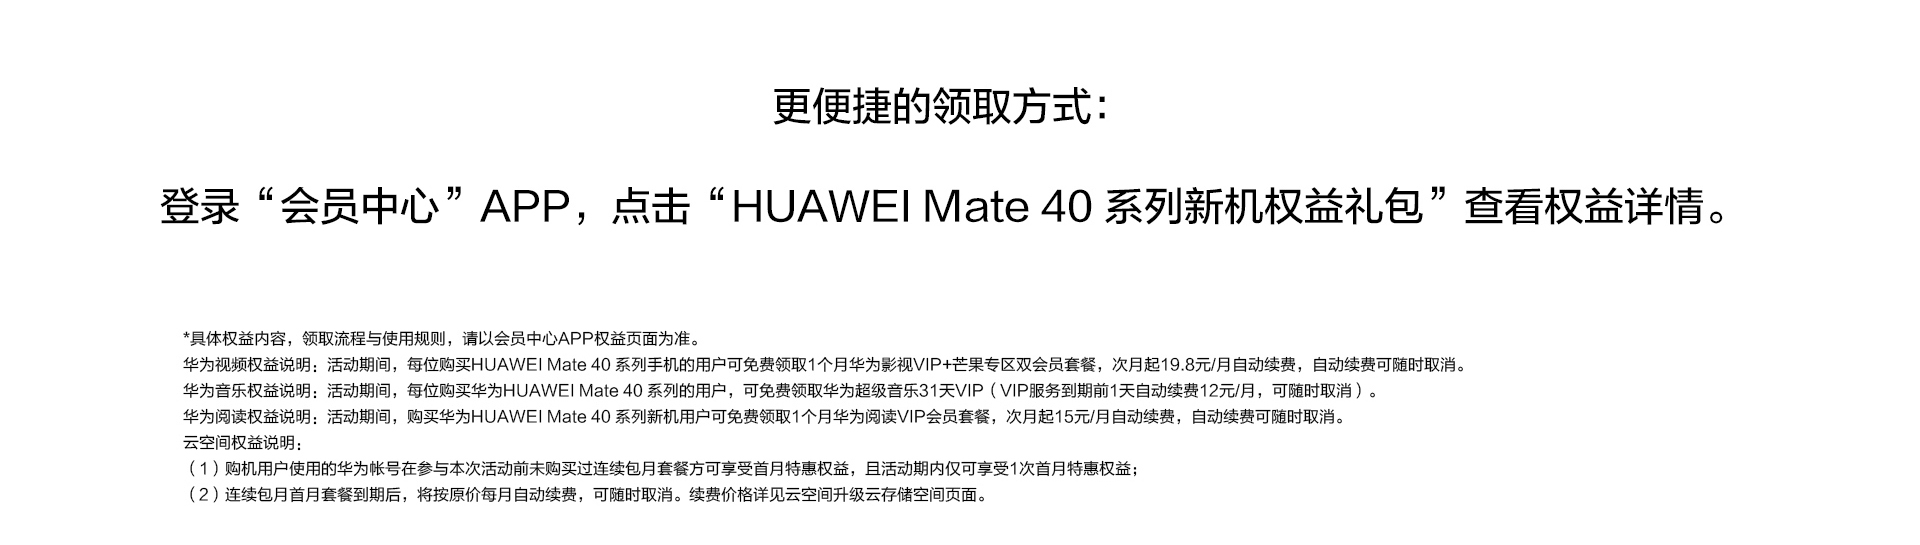 更便捷的领取方式：
登录“会员中心”APP，点击“HUAWEI Mate 40 系列新机权益礼包”查看权益详情。
*具体权益内容，领取流程与使用规则，请以会员中心APP权益页面为准。
华为视频权益说明：活动期间，每位购买HUAWEI Mate 40 系列手机的用户可免费领取1个月华为影视VIP+芒果专区双会员套餐，次月起19.8元/月自动续费，自动续费可随时取消。
华为音乐权益说明：活动期间，每位购买华为HUAWEI Mate 40 系列的用户，可免费领取华为超级音乐31天VIP（VIP服务到期前1天自动续费12元/月，可随时取消）。
华为阅读权益说明：活动期间，购买华为HUAWEI Mate 40 系列新机用户可免费领取1个月华为阅读VIP会员套餐，次月起15元/月自动续费，自动续费可随时取消。
云空间权益说明：
（1）购机用户使用的华为帐号在参与本次活动前未购买过连续包月套餐方可享受首月特惠权益，且活动期内仅可享受1次首月特惠权益；
（2）连续包月首月套餐到期后，将按原价每月自动续费，可随时取消。续费价格详见云空间升级云存储空间页面。